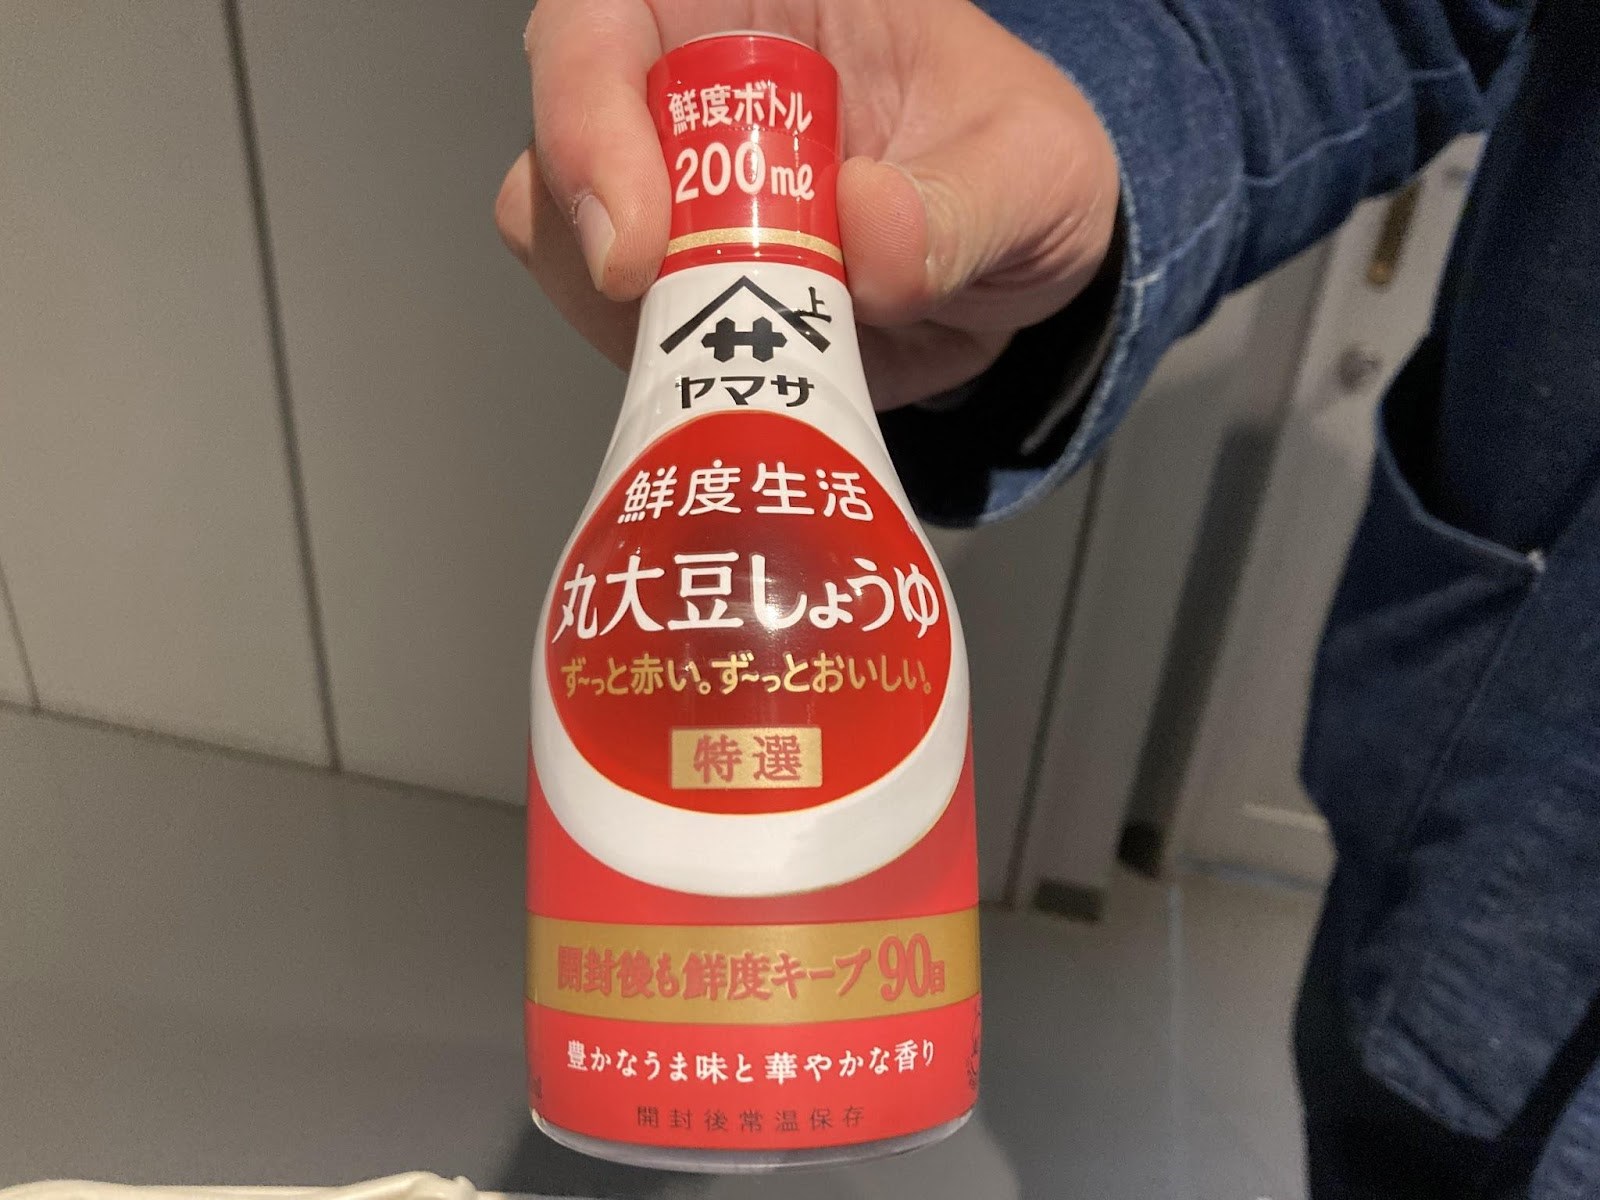 鮮度ボトル
200ml
上
ヤマサ
鮮度生活
丸大豆しょうゆ
ず〜っと赤い。ず〜っとおいしい。
特選
開封後も鮮度キープ90日
豊かなうま味と華やかな香り
開封後常温保存